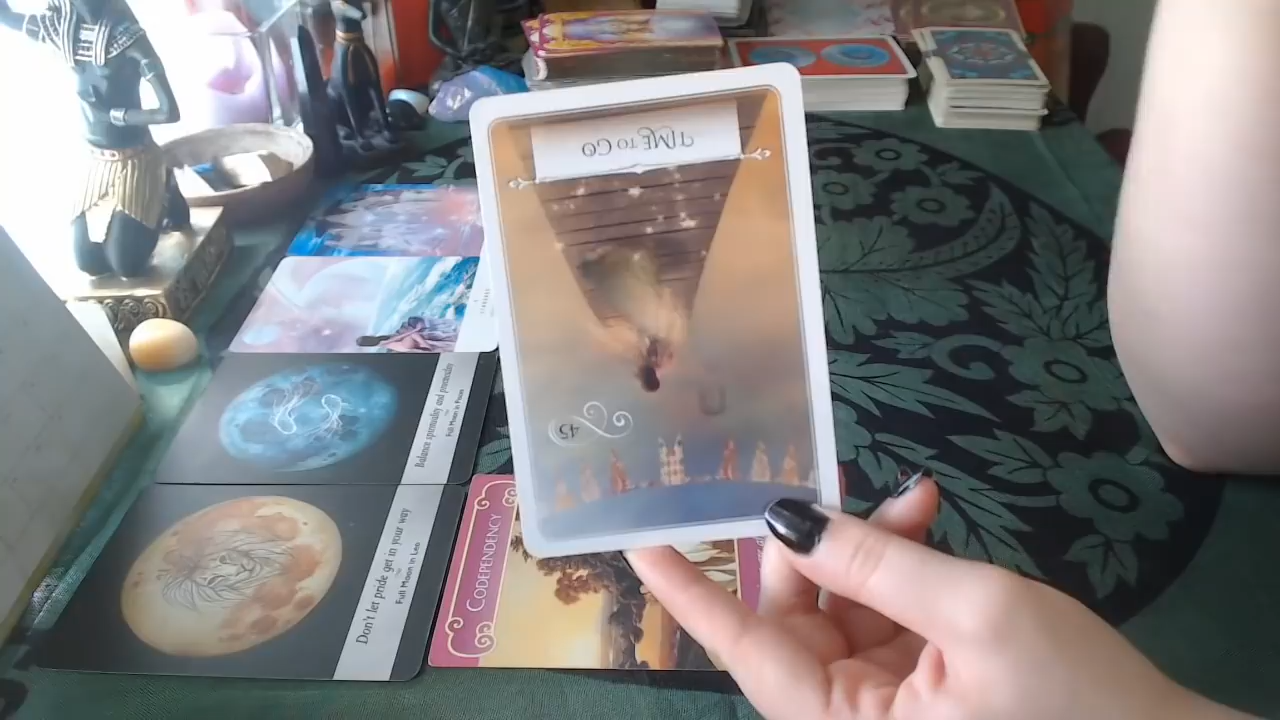 TIME TO GO
45
Balance spirituality and practicality
Full Moon in Pisces
Don't let pride get in your way
Full Moon in Leo
CODEPENDENCY